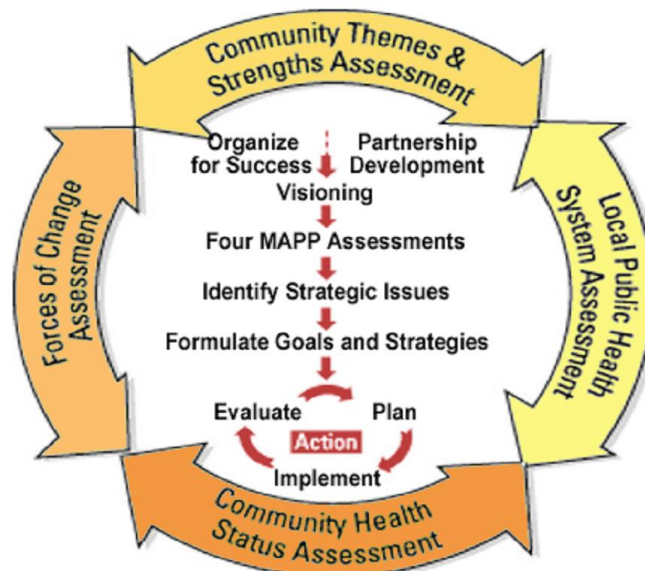 Community Themes &
Strengths Assessment
Organize
for Success
Partnership
Development
Visioning
Four MAPP Assessments
Identify Strategic Issues
Formulate Goals and Strategies
Evaluate
Plan
Action
Implement
Forces of Change
Assessment
Local Public Health
System Assessment
Community Health
Status Assessment